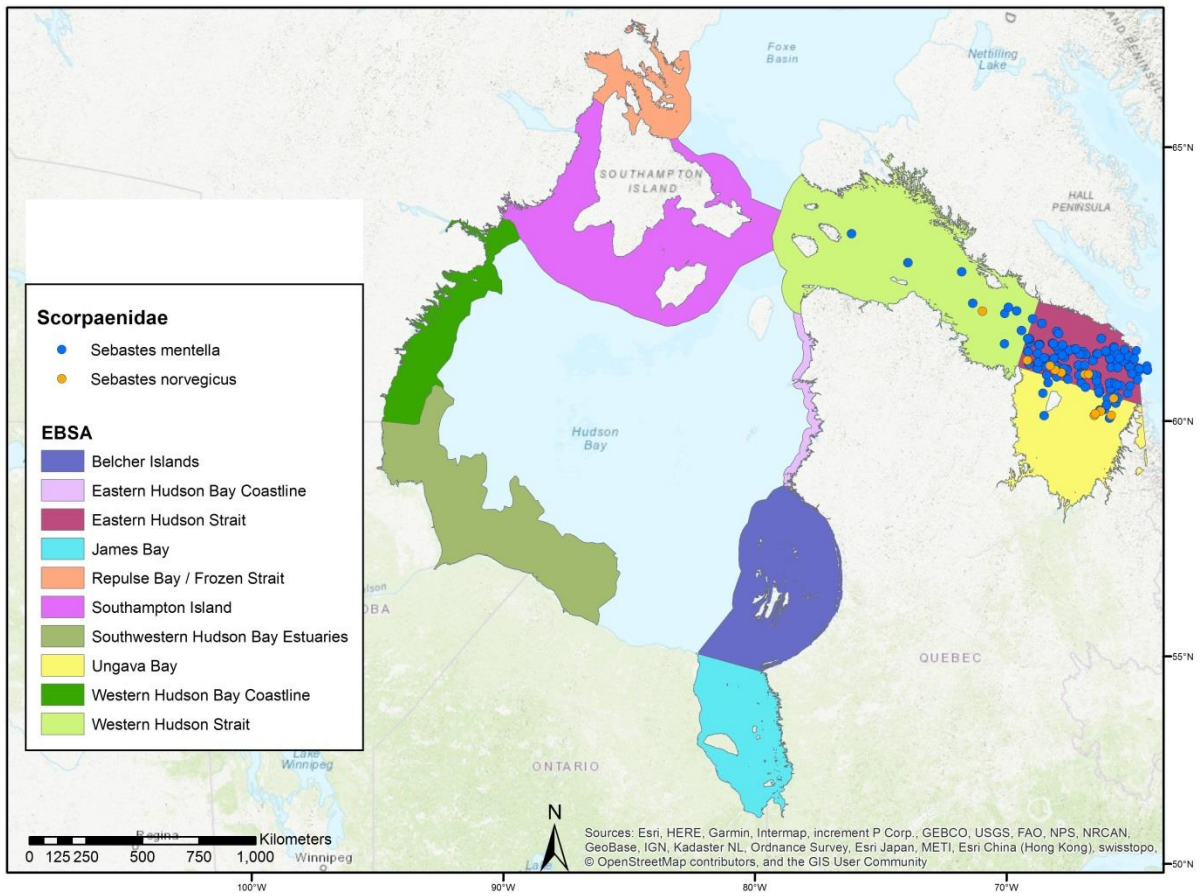 Foxe
Basin
Nettilling
Lake
D
AND PENINSULA
65°N
SOUTHAMPTON
ISLAND
HALL
PENINSULA
Scorpaenidae
Sebastes mentella
Sebastes norvegicus
60°N
Hudson
Bay
EBSA
Belcher Islands
Eastern Hudson Bay Coastline
Eastern Hudson Strait
James Bay
Repulse Bay / Frozen Strait
Southampton Island
Southwestern Hudson Bay Estuaries
Ungava Bay
Western Hudson Bay Coastline
Western Hudson Strait
elson
OBA
QUEBEC
55°N
Lake
Winnipeg
ONTARIO
N
Kilometers
0 125 250 500 750 1,000
Regina
Winnipeg
Sources: Esri, HERE, Garmin, Intermap, increment P Corp., GEBCO, USGS, FAO, NPS, NRCAN,
GeoBase, IGN, Kadaster NL, Ordnance Survey, Esri Japan, METI, Esri China (Hong Kong), swisstopo,
© OpenStreetMap contributors, and the GIS User Community
50°N
100°W 90°W 80°W 70°W